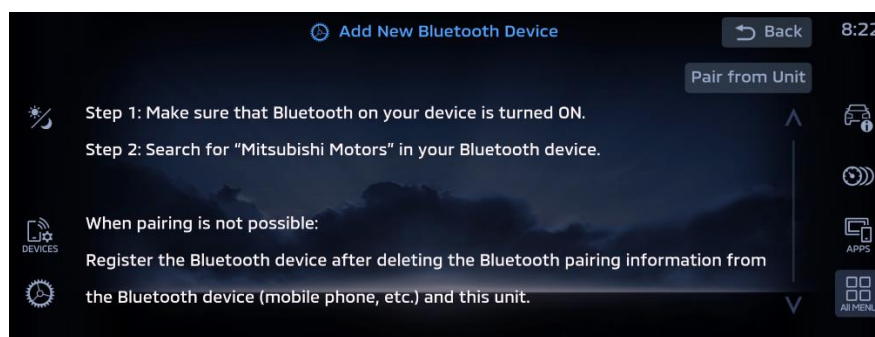 Add New Bluetooth Device
Back
8:22
Pair from Unit
Step 1: Make sure that Bluetooth on your device is turned ON.
Step 2: Search for “Mitsubishi Motors” in your Bluetooth device.
When pairing is not possible:
DEVICES
APPS
Register the Bluetooth device after deleting the Bluetooth pairing information from
the Bluetooth device (mobile phone, etc.) and this unit.
All MENU